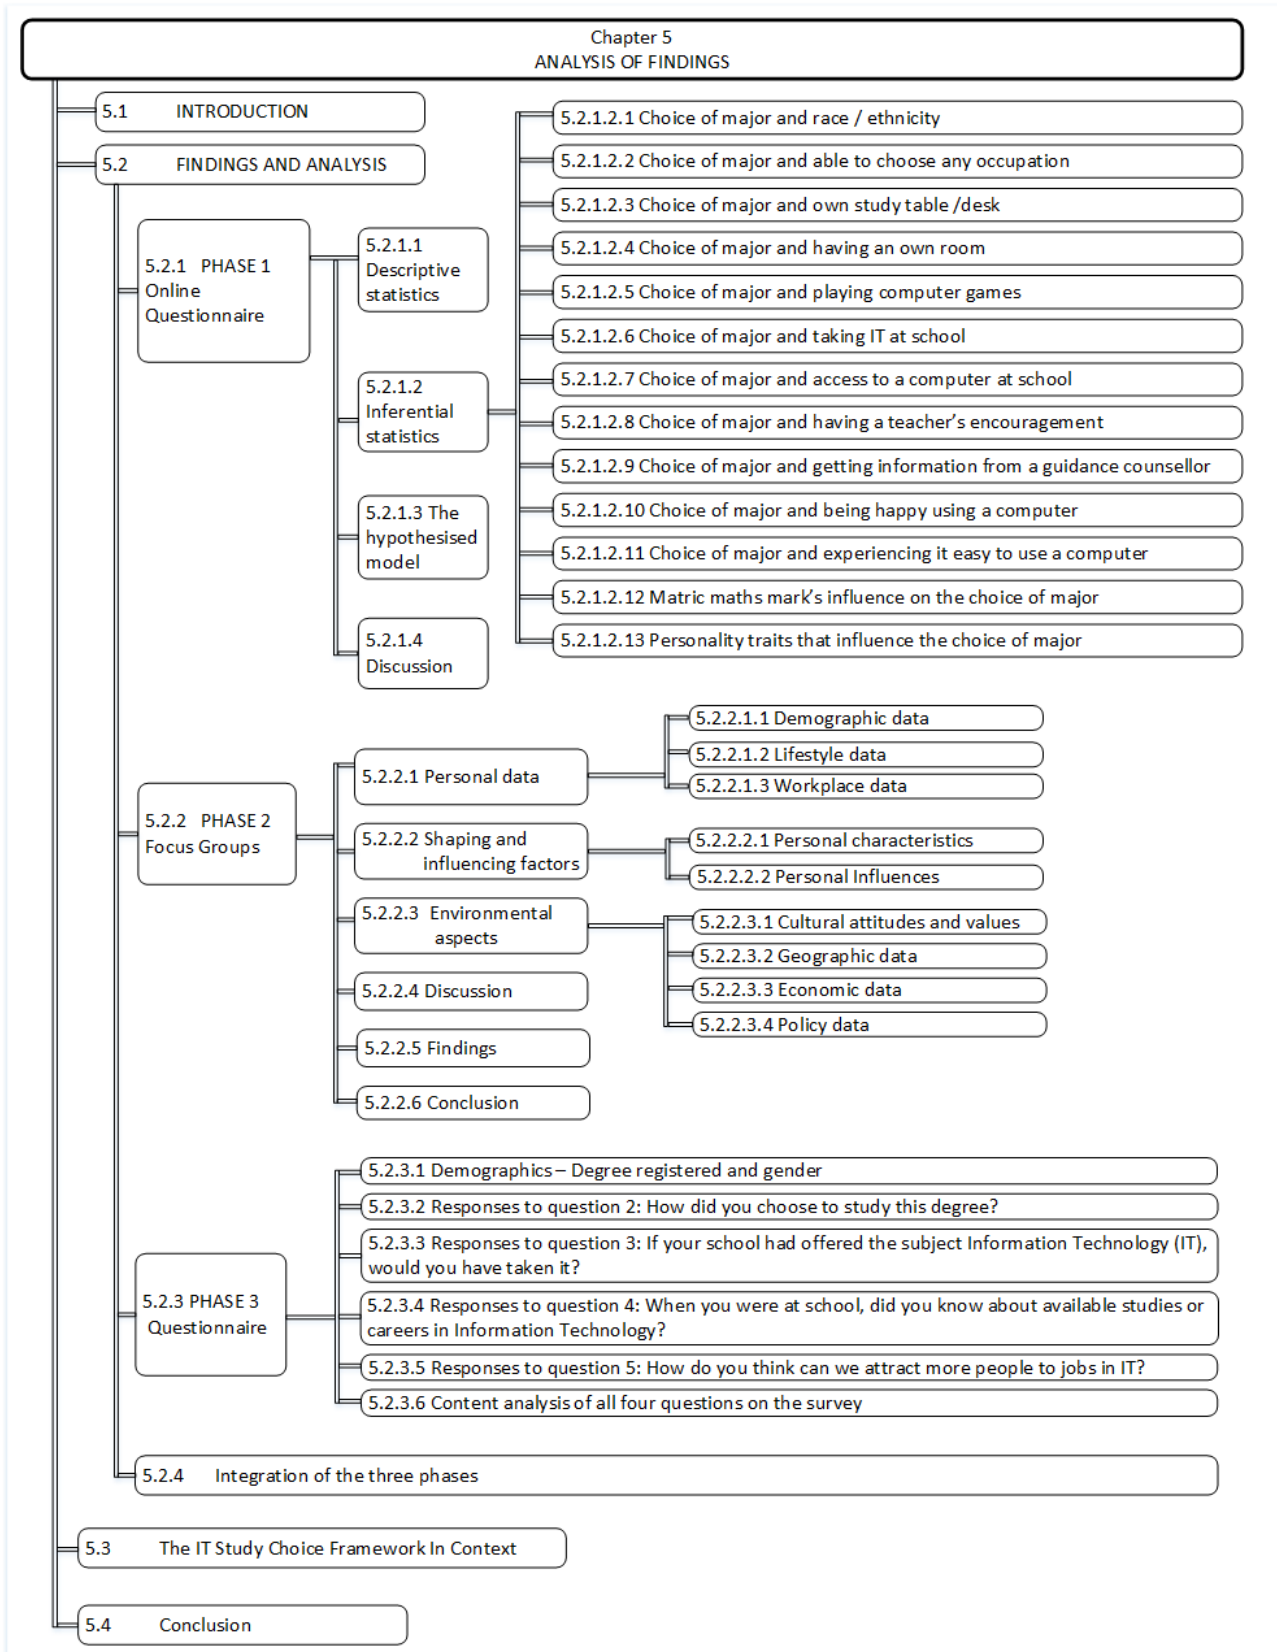 Chapter 5
ANALYSIS OF FINDINGS
5.1 INTRODUCTION
5.2 FINDINGS AND ANALYSIS
5.2.1 PHASE 1
Online
Questionnaire
5.2.1.1
Descriptive
statistics
5.2.1.2
Inferential
statistics
5.2.1.2.1 Choice of major and race / ethnicity
5.2.1.2.2 Choice of major and able to choose any occupation
5.2.1.2.3 Choice of major and own study table /desk
5.2.1.2.4 Choice of major and having an own room
5.2.1.2.5 Choice of major and playing computer games
5.2.1.2.6 Choice of major and taking IT at school
5.2.1.2.7 Choice of major and access to a computer at school
5.2.1.2.8 Choice of major and having a teacher’s encouragement
5.2.1.2.9 Choice of major and getting information from a guidance counsellor
5.2.1.2.10 Choice of major and being happy using a computer
5.2.1.2.11 Choice of major and experiencing it easy to use a computer
5.2.1.2.12 Matric maths mark’s influence on the choice of major
5.2.1.2.13 Personality traits that influence the choice of major
5.2.1.3 The
hypothesised
model
5.2.1.4
Discussion
5.2.2 PHASE 2
Focus Groups
5.2.2.1 Personal data
5.2.2.1.1 Demographic data
5.2.2.1.2 Lifestyle data
5.2.2.1.3 Workplace data
5.2.2.2 Shaping and
influencing factors
5.2.2.2.1 Personal characteristics
5.2.2.2.2 Personal Influences
5.2.2.3 Environmental
aspects
5.2.2.3.1 Cultural attitudes and values
5.2.2.3.2 Geographic data
5.2.2.3.3 Economic data
5.2.2.3.4 Policy data
5.2.2.4 Discussion
5.2.2.5 Findings
5.2.2.6 Conclusion
5.2.3 PHASE 3
Questionnaire
5.2.3.1 Demographics – Degree registered and gender
5.2.3.2 Responses to question 2: How did you choose to study this degree?
5.2.3.3 Responses to question 3: If your school had offered the subject Information Technology (IT),
would you have taken it?
5.2.3.4 Responses to question 4: When you were at school, did you know about available studies or
careers in Information Technology?
5.2.3.5 Responses to question 5: How do you think can we attract more people to jobs in IT?
5.2.3.6 Content analysis of all four questions on the survey
5.2.4 Integration of the three phases
5.3 The IT Study Choice Framework In Context
5.4 Conclusion